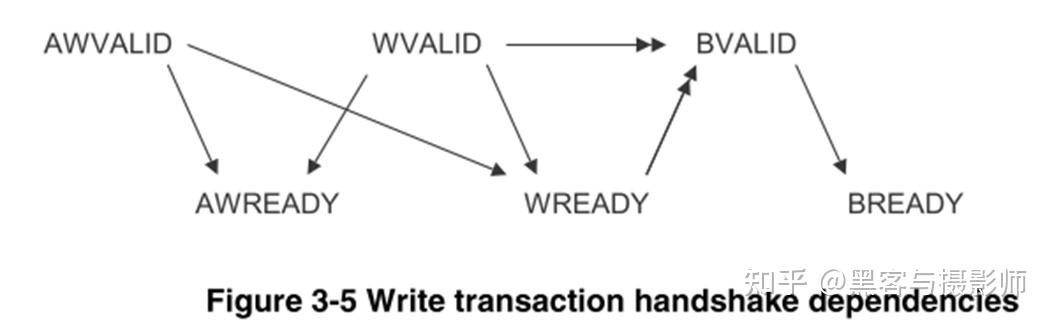 AWVALID WVALID BVALID
AWREADY WREADY BREADY
知乎 @黑客与摄影师
Figure 3-5 Write transaction handshake dependencies